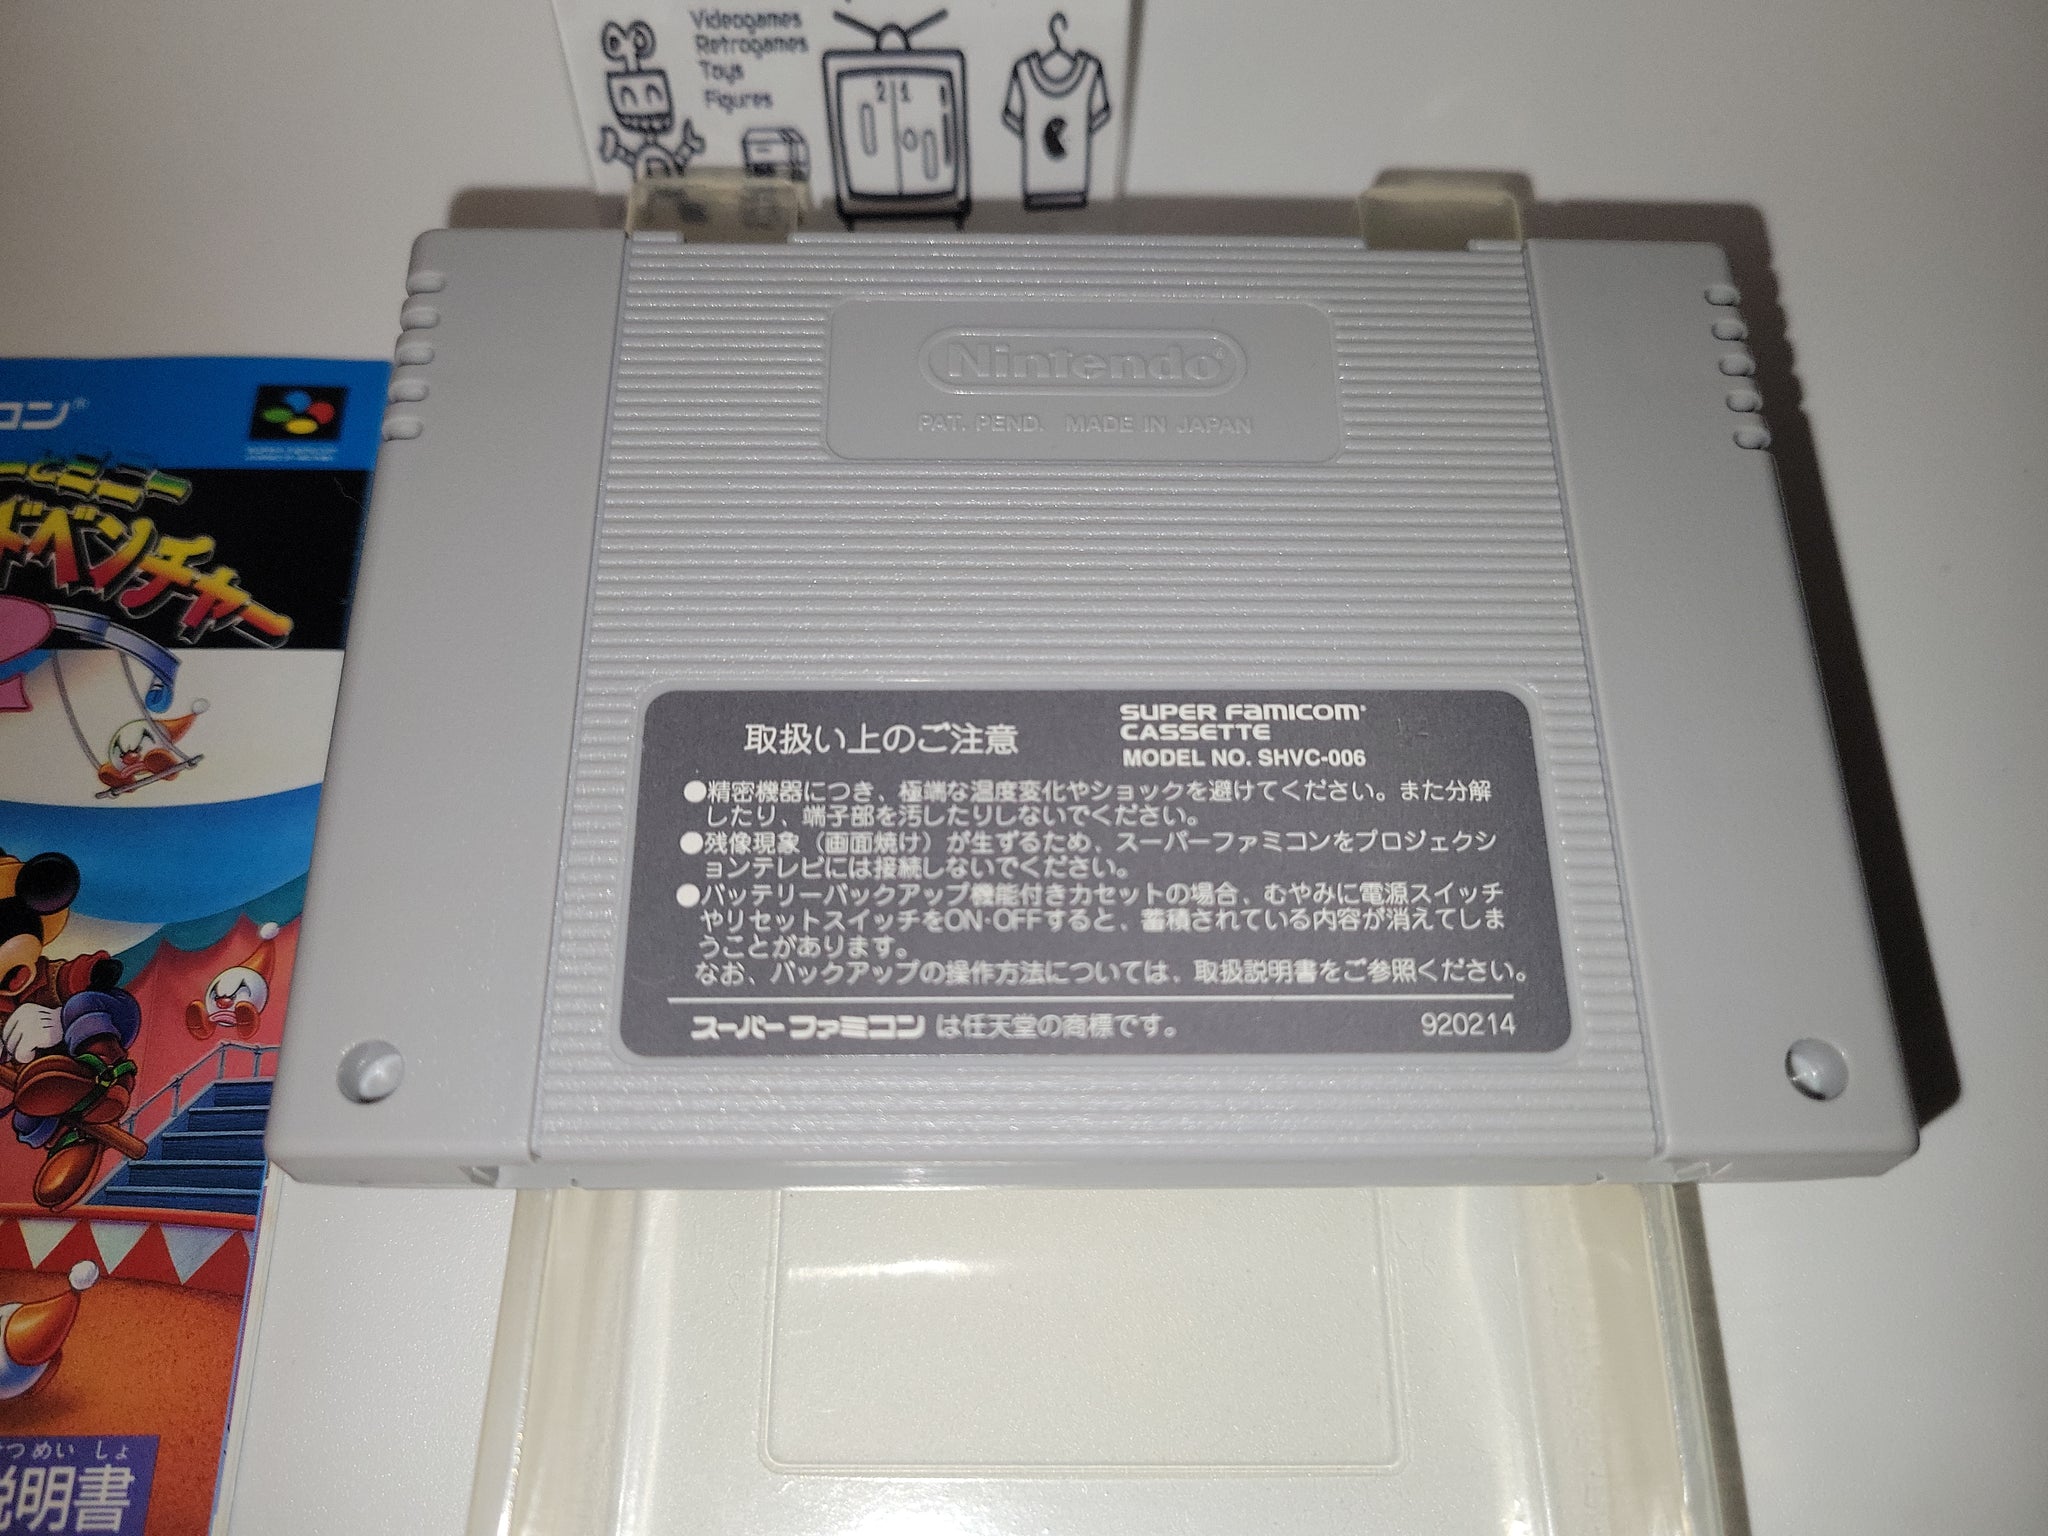 Videogames
Retrogames
Toys
Figures
21
Nintendo®
PAT. PEND. MADE IN JAPAN
コン®
ーとミニー
ドベンチャー
取扱い上のご注意
SUPER FAMICOM®
CASSETTE
MODEL NO. SHVC-006
●精密機器につき、極端な温度変化やショックを避けてください。また分解
したり、端子部を汚したりしないでください。
●残像現象（画面焼け）が生ずるため、スーパーファミコンをプロジェクシ
ョンテレビには接続しないでください。
●バッテリーバックアップ機能付きカセットの場合、むやみに電源スイッチ
やリセットスイッチをON·OFFすると、蓄積されている内容が消えてしま
うことがあります。
なお、バックアップの操作方法については、取扱説明書をご参照ください。
スーパーファミコン は任天堂の商標です。
920214
つめいしょ
説明書